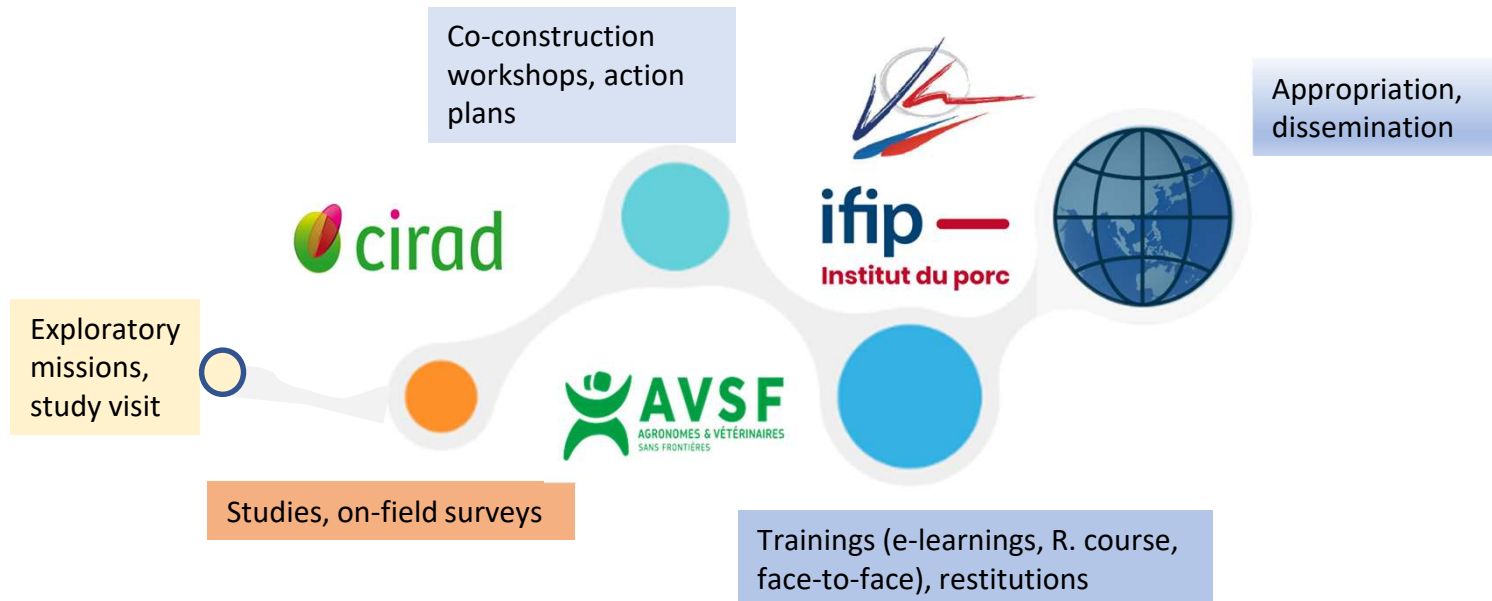 Co-construction
workshops, action
plans
Appropriation,
dissemination
cirad
ifip
Institut du porc
Exploratory
missions,
study visit
AVSF
AGRONOMES & VÉTÉRINAIRES
SANS FRONTIÈRES
Studies, on-field surveys
Trainings (e-learnings, R. course,
face-to-face), restitutions